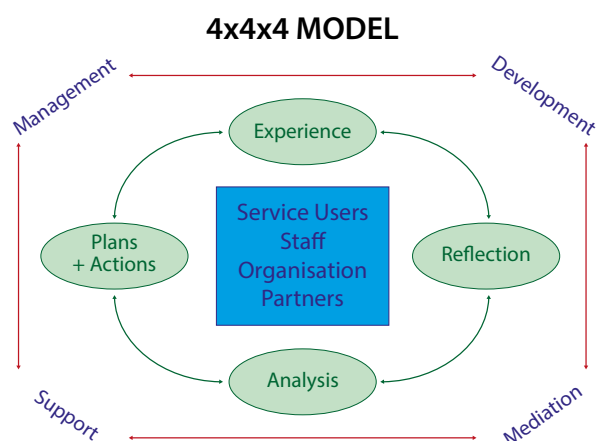 4x4x4 MODEL
Management
Development
Experience
Service Users
Staff
Organisation
Partners
Plans
+ Actions
Reflection
Analysis
Support
Mediation